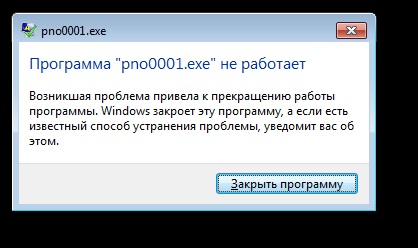 pno0001.exe
Программа "pno0001.exe" не работает
Возникшая проблема привела к прекращению работы
программы. Windows закроет эту программу, а если есть
известный способ устранения проблемы, уведомит вас об
этом.
Закрыть программу